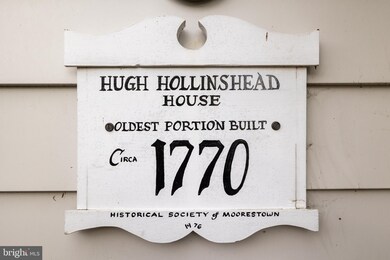 HUGH HOLLINSHEAD
HOUSE
OLDEST PORTION BUILT
CIRCA 1770
HISTORICAL SOCIETY of MOORESTOWN
1976
bright MLS